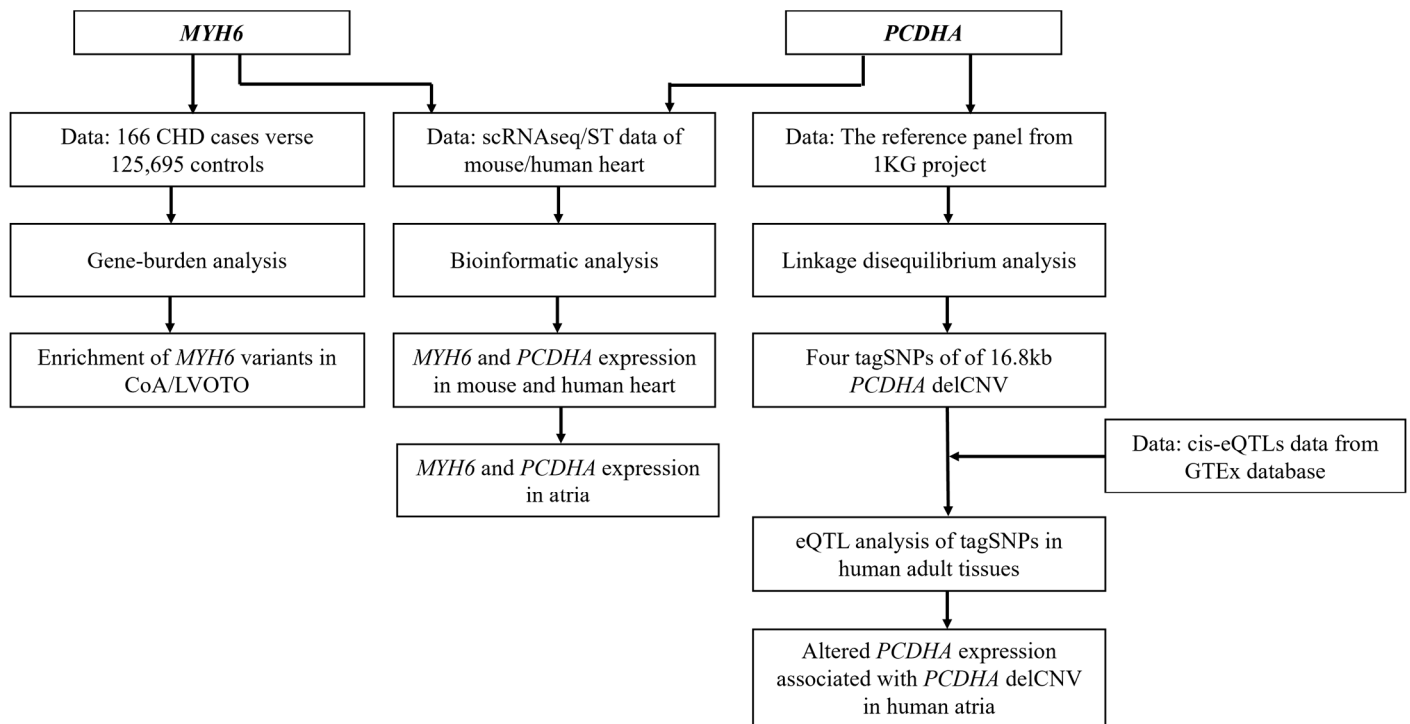 MYH6
PCDHA
Data: 166 CHD cases verse
125,695 controls
Data: scRNAseq/ST data of
mouse/human heart
Data: The reference panel from
1KG project
Gene-burden analysis
Bioinformatic analysis
Linkage disequilibrium analysis
Enrichment of MYH6 variants in
CoA/LVOTO
MYH6 and PCDHA expression
in mouse and human heart
Four tagSNPs of of 16.8kb
PCDHA delCNV
MYH6 and PCDHA expression
in atria
Data: cis-eQTLs data from
GTEx database
eQTL analysis of tagSNPs in
human adult tissues
Altered PCDHA expression
associated with PCDHA delCNV
in human atria